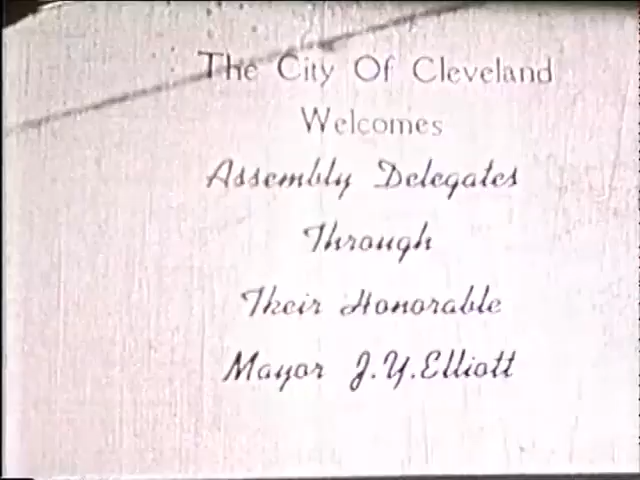 The City Of Cleveland
Welcomes
Assembly Delegates
Through
Their Honorable
Mayor J.Y.Elliott